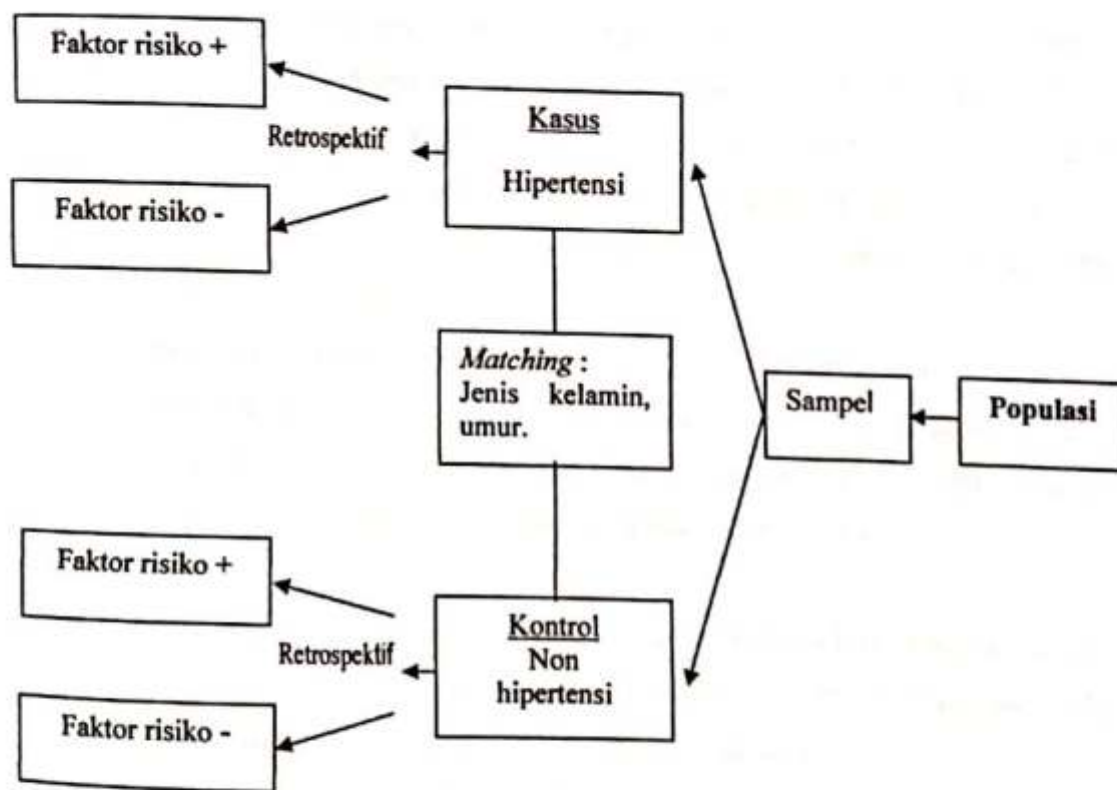 Faktor risiko +
Retrospektif
Faktor risiko -
Kasus
Hipertensi
Matching :
Jenis kelamin,
umur.
Sampel
Populasi
Faktor risiko +
Retrospektif
Faktor risiko -
Kontrol
Non
hipertensi